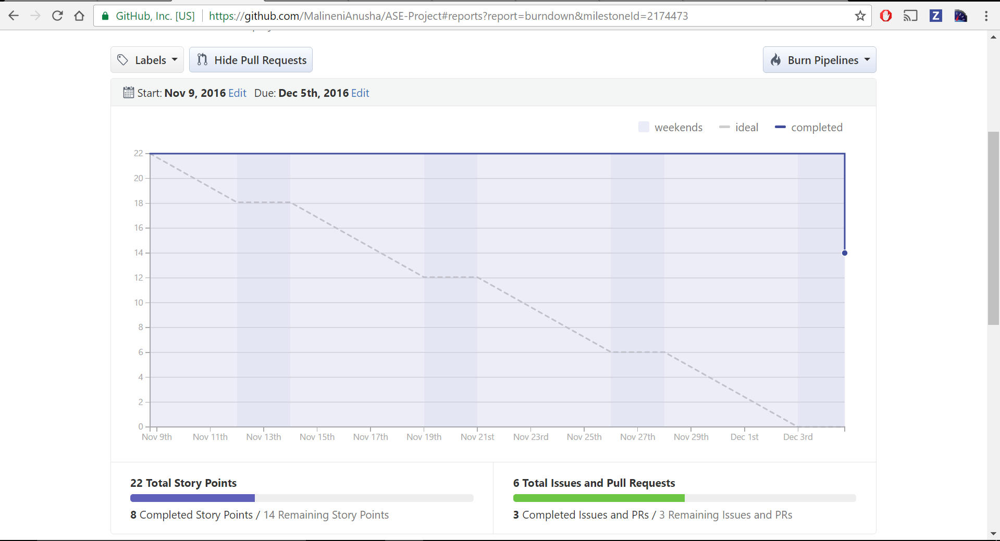 GitHub, Inc. [US] https://github.com/MalineniAnusha/ASE-Project#reports?report=burndown&milestoneId=2174473
Z
Labels Hide Pull Requests Burn Pipelines
Start: Nov 9, 2016 Edit Due: Dec 5th, 2016 Edit
weekends ideal completed
22
20
18
16
14
12
10
8
6
4
2
0
Nov 9th Nov 11th Nov 13th Nov 15th Nov 17th Nov 19th Nov 21st Nov 23rd Nov 25th Nov 27th Nov 29th Dec 1st Dec 3rd
22 Total Story Points
8 Completed Story Points / 14 Remaining Story Points
6 Total Issues and Pull Requests
3 Completed Issues and PRs / 3 Remaining Issues and PRs